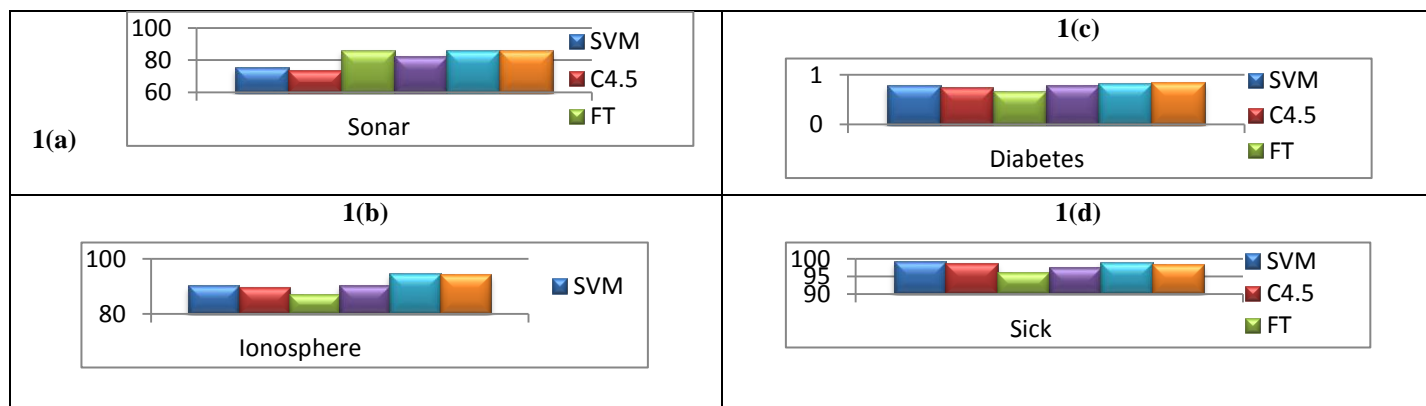 1(a)
100
80
60
Sonar
SVM
C4.5
FT
1(c)
1
0
Diabetes
SVM
C4.5
FT
1(b)
100
80
Ionosphere
SVM
1(d)
100
95
90
Sick
SVM
C4.5
FT